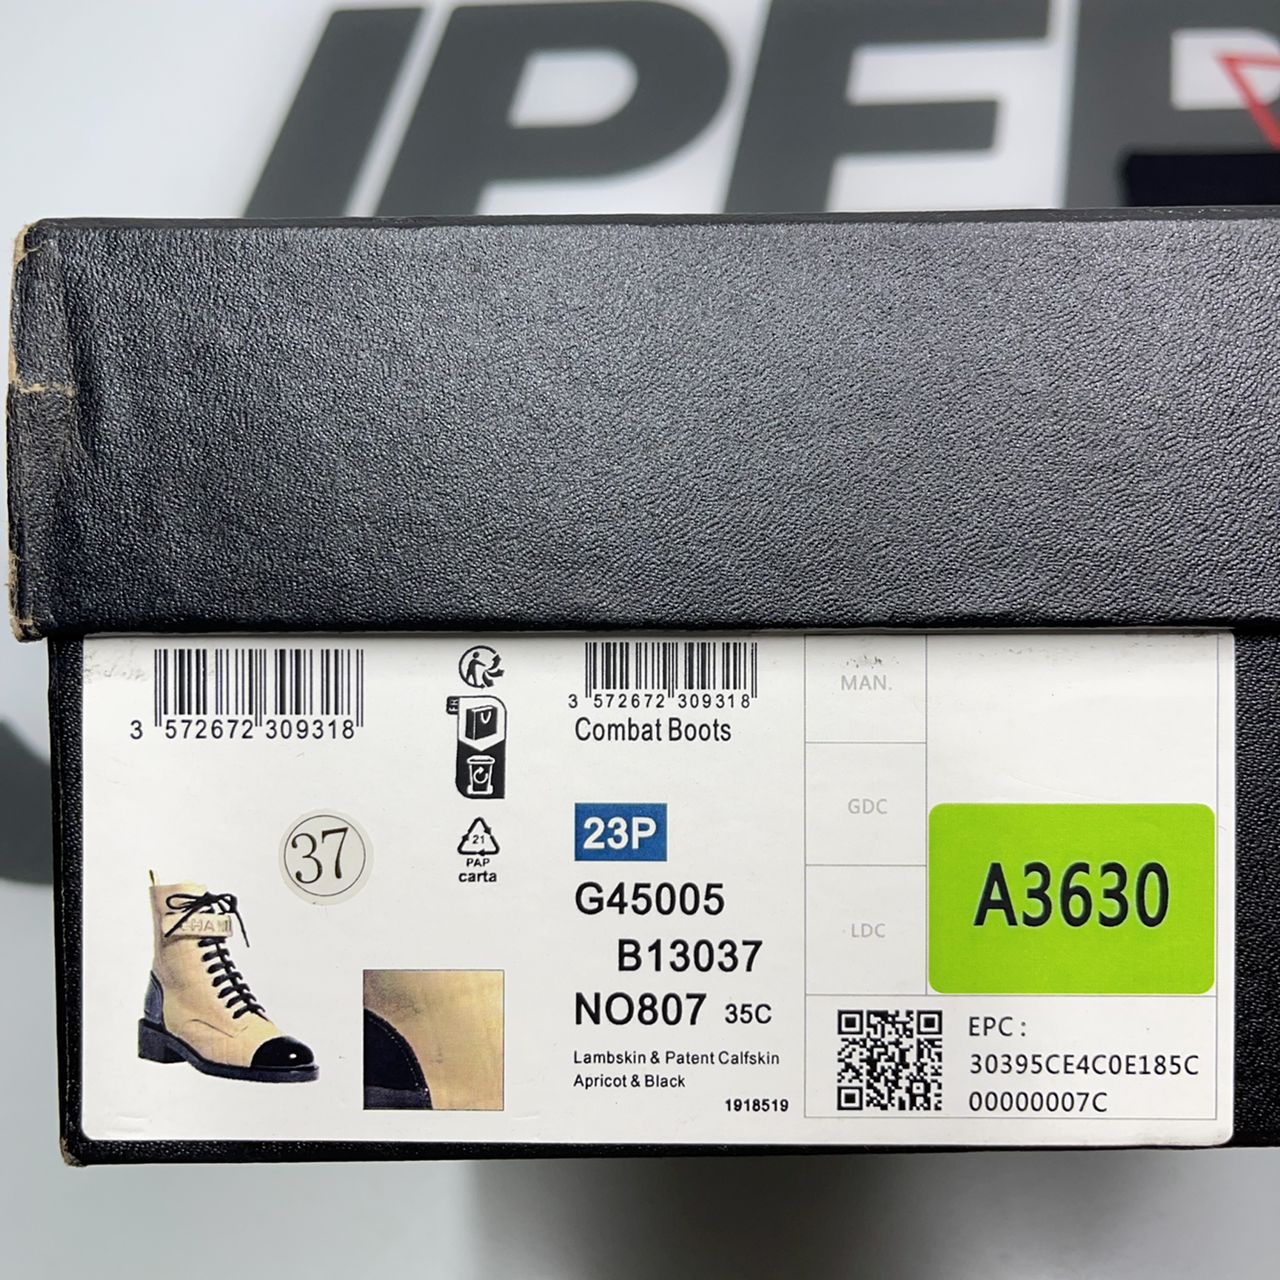 IPER
3 572672 309318
3 572672 309318
Combat Boots
MAN.
GDC
LDC
37
21
PAP
carta
23P
G45005
B13037
NO807 35C
Lambskin & Patent Calfskin
Apricot & Black
1918519
A3630
EPC:
30395CE4C0E185C
00000007C